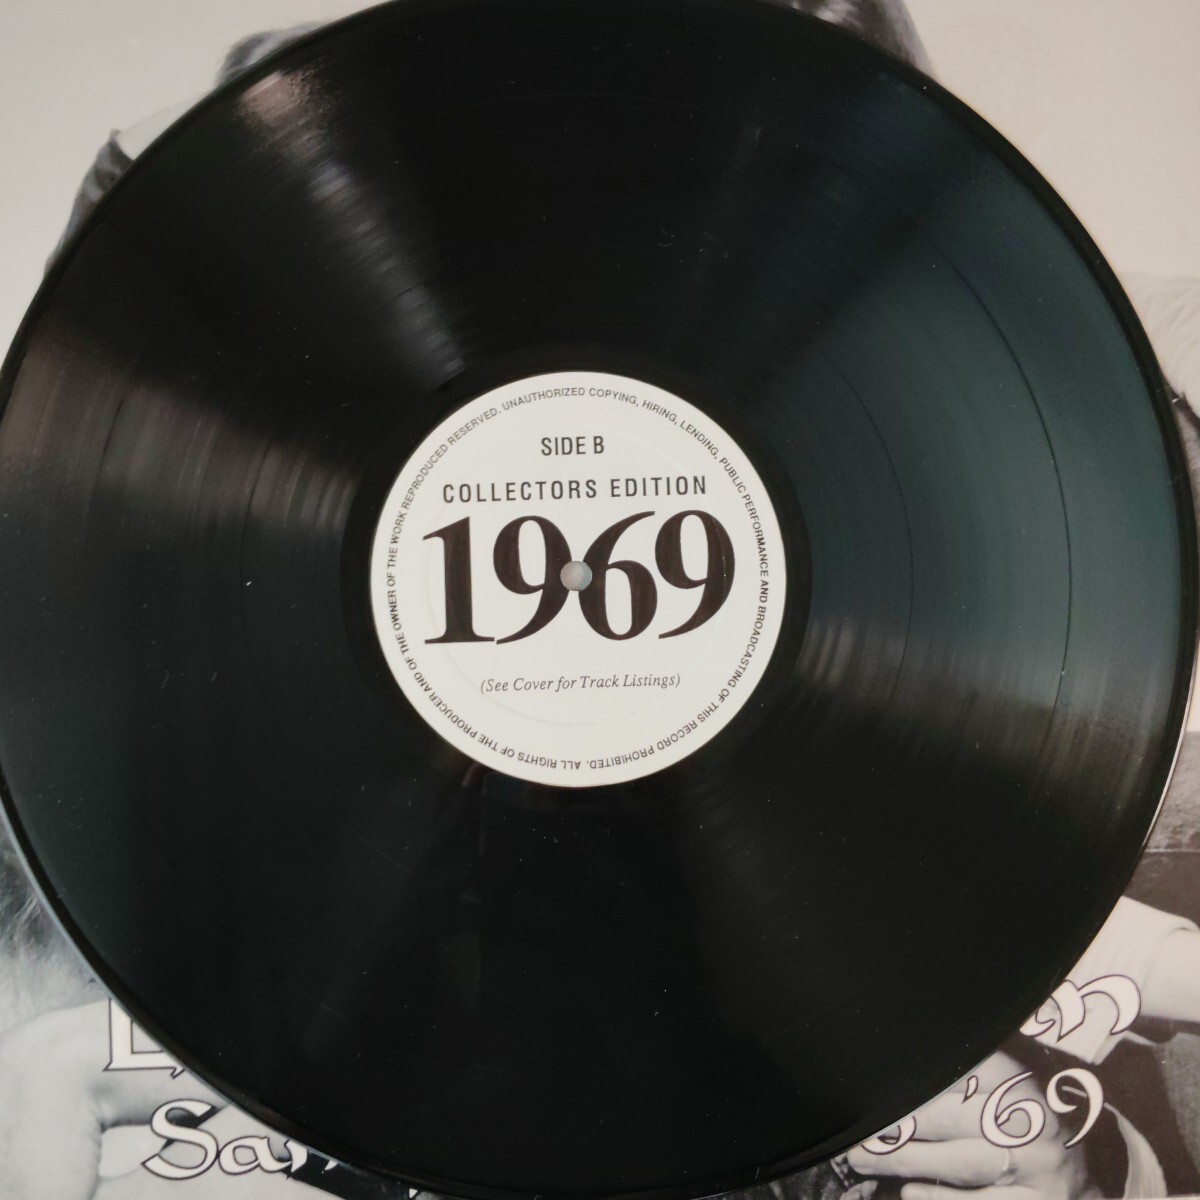 SIDE B
COLLECTORS EDITION
1969
(See Cover for Track Listings)
ALL RIGHTS OF THE PRODUCER AND OF THE OWNER OF THE WORK REPRODUCED RESERVED. UNAUTHORIZED COPYING, HIRING, LENDING, PUBLIC PERFORMANCE AND BROADCASTING OF THIS RECORD PROHIBITED.
'69